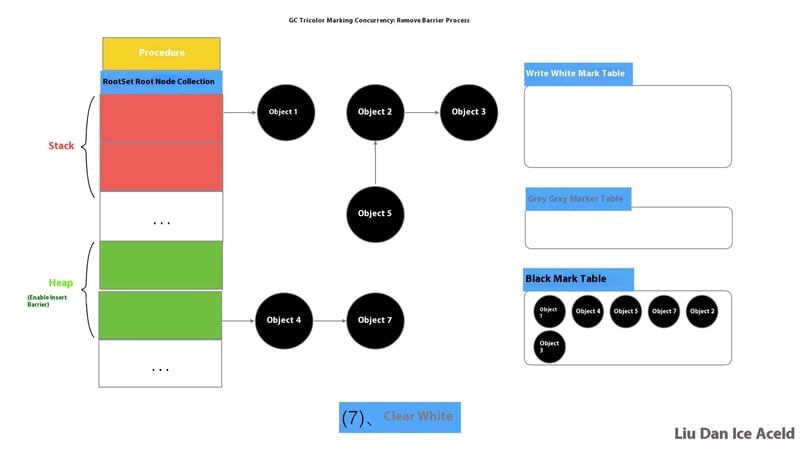 GC Tricolor Marking Concurrency: Remove Barrier Process
Procedure
RootSet Root Node Collection
Stack
. . .
Heap
(Enable Insert
Barrier)
. . .
Object 1
Object 2
Object 3
Object 5
Object 4
Object 7
Write White Mark Table
Grey Gray Marker Table
Black Mark Table
Object
1
Object 4
Object 5
Object 7
Object 2
Object
3
(7)、 Clear White
Liu Dan Ice Aceld